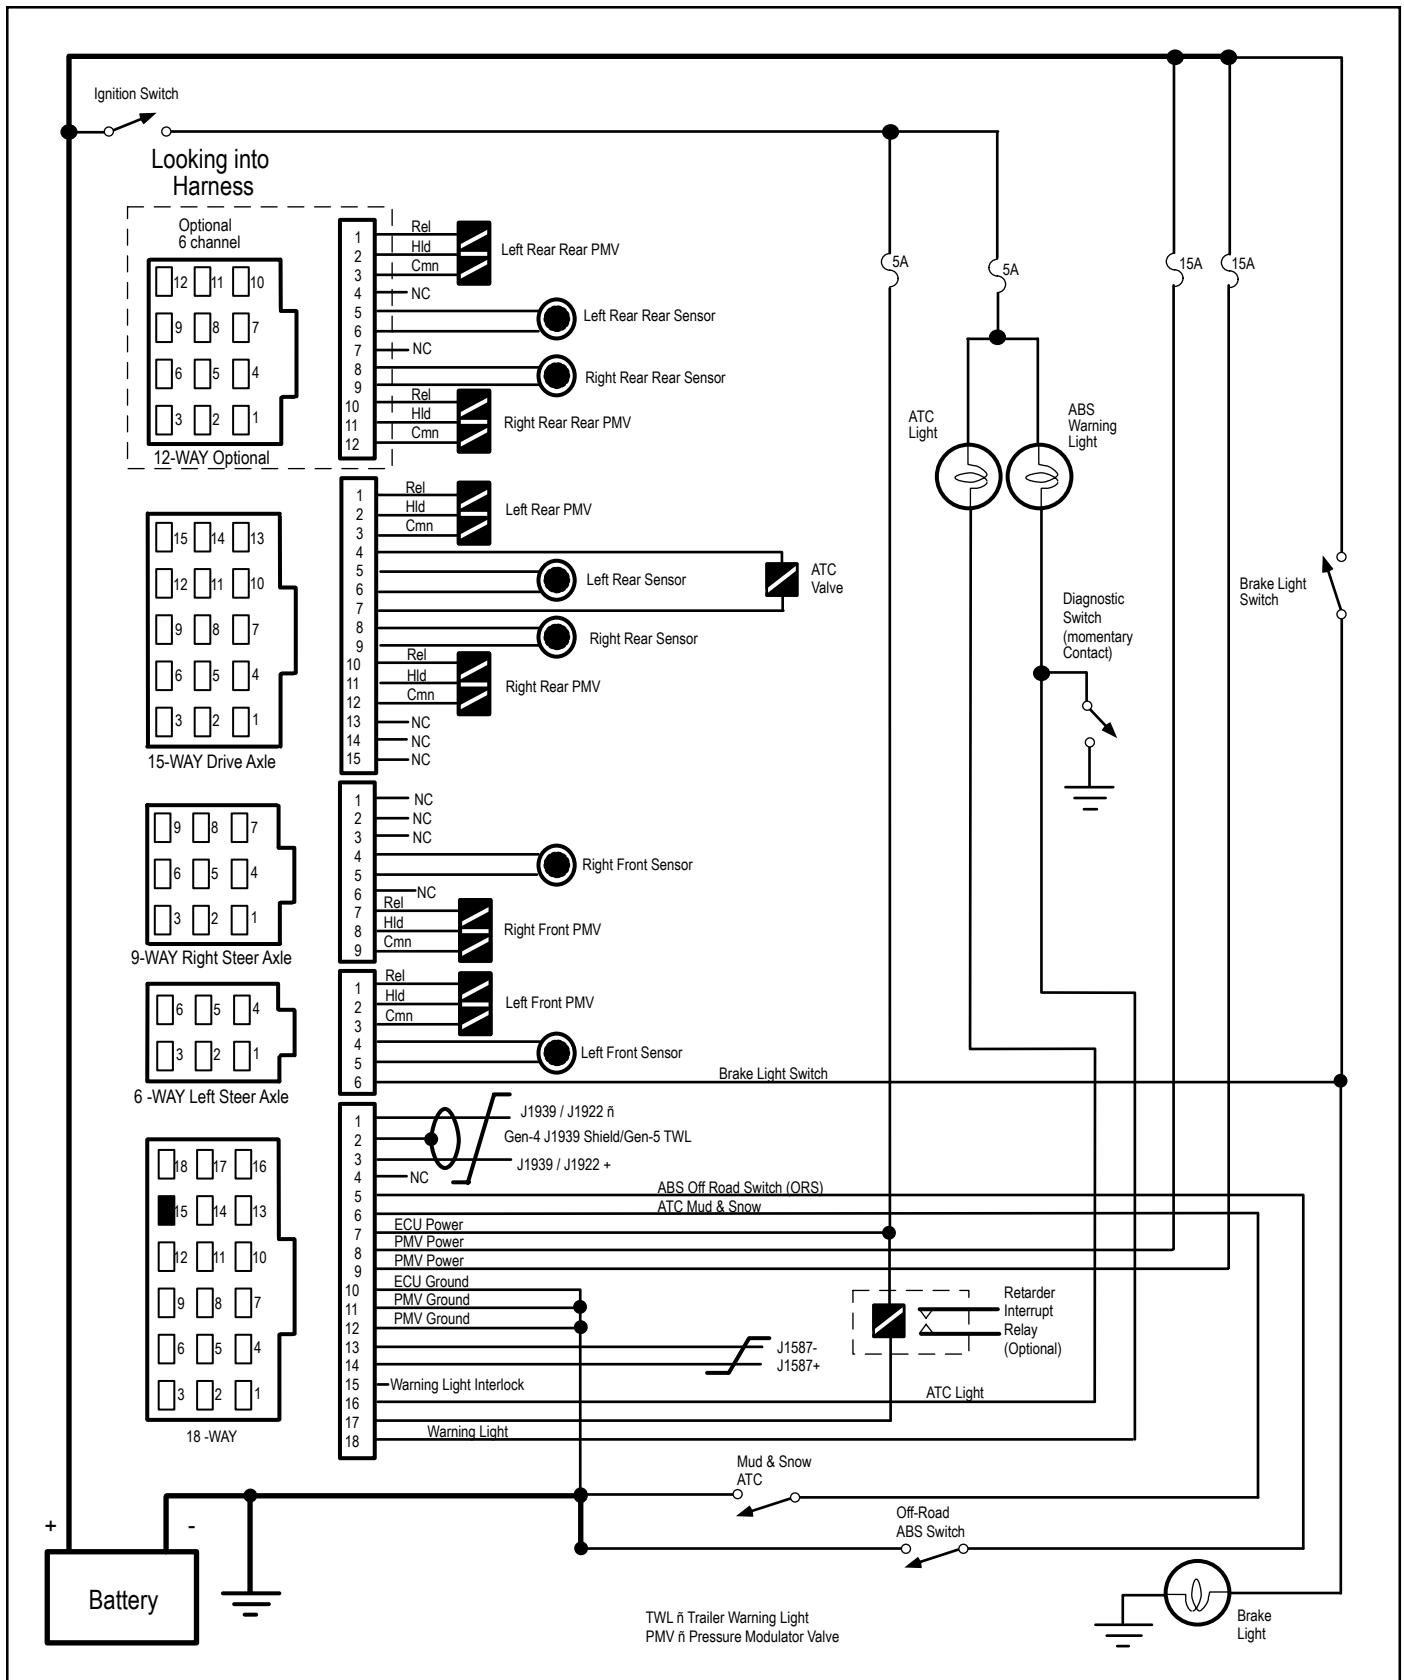 Ignition Switch
Looking into
Harness
Optional
6 channel
12 11 10
9 8 7
6 5 4
3 2 1
12-WAY Optional
1 Rel
2 Hld
3 Cmn
Left Rear Rear PMV
4 NC
5
6
Left Rear Rear Sensor
7 NC
8
9
Right Rear Rear Sensor
10 Rel
11 Hld
12 Cmn
Right Rear Rear PMV
5A
5A
15A
15A
ATC
Light
ABS
Warning
Light
15 14 13
12 11 10
9 8 7
6 5 4
3 2 1
15-WAY Drive Axle
1 Rel
2 Hld
3 Cmn
Left Rear PMV
4
5
6
7
Left Rear Sensor
ATC
Valve
8
9
Right Rear Sensor
10 Rel
11 Hld
12 Cmn
Right Rear PMV
13 NC
14 NC
15 NC
Diagnostic
Switch
(momentary
Contact)
Brake Light
Switch
9 8 7
6 5 4
3 2 1
9-WAY Right Steer Axle
1 NC
2 NC
3 NC
4
5
Right Front Sensor
6 NC
7 Rel
8 Hld
9 Cmn
Right Front PMV
6 5 4
3 2 1
6 -WAY Left Steer Axle
1 Rel
2 Hld
3 Cmn
Left Front PMV
4
5
Left Front Sensor
6 Brake Light Switch
18 17 16
15 14 13
12 11 10
9 8 7
6 5 4
3 2 1
18 -WAY
1 J1939 / J1922 ñ
2 Gen-4 J1939 Shield/Gen-5 TWL
3 J1939 / J1922 +
4 NC
5 ABS Off Road Switch (ORS)
6 ATC Mud & Snow
7 ECU Power
8 PMV Power
9 PMV Power
10 ECU Ground
11 PMV Ground
12 PMV Ground
13 J1587-
14 J1587+
15 Warning Light Interlock
16 ATC Light
17
18 Warning Light
Retarder
Interrupt
Relay
(Optional)
Mud & Snow
ATC
Off-Road
ABS Switch
+ -
Battery
TWL ñ Trailer Warning Light
PMV ñ Pressure Modulator Valve
Brake
Light